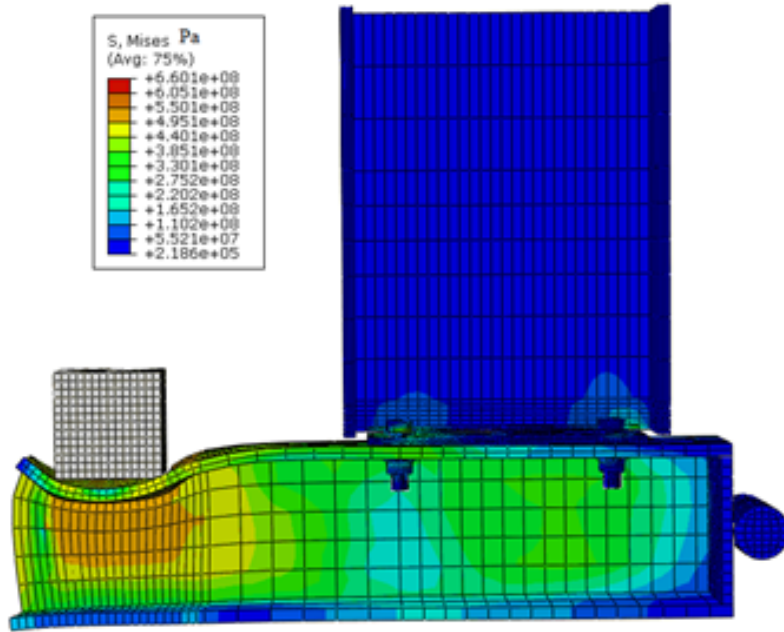 S, Mises Pa
(Avg: 75%)
+6.601e+08
+6.051e+08
+5.501e+08
+4.951e+08
+4.401e+08
+3.851e+08
+3.301e+08
+2.752e+08
+2.202e+08
+1.652e+08
+1.102e+08
+5.521e+07
+2.186e+05